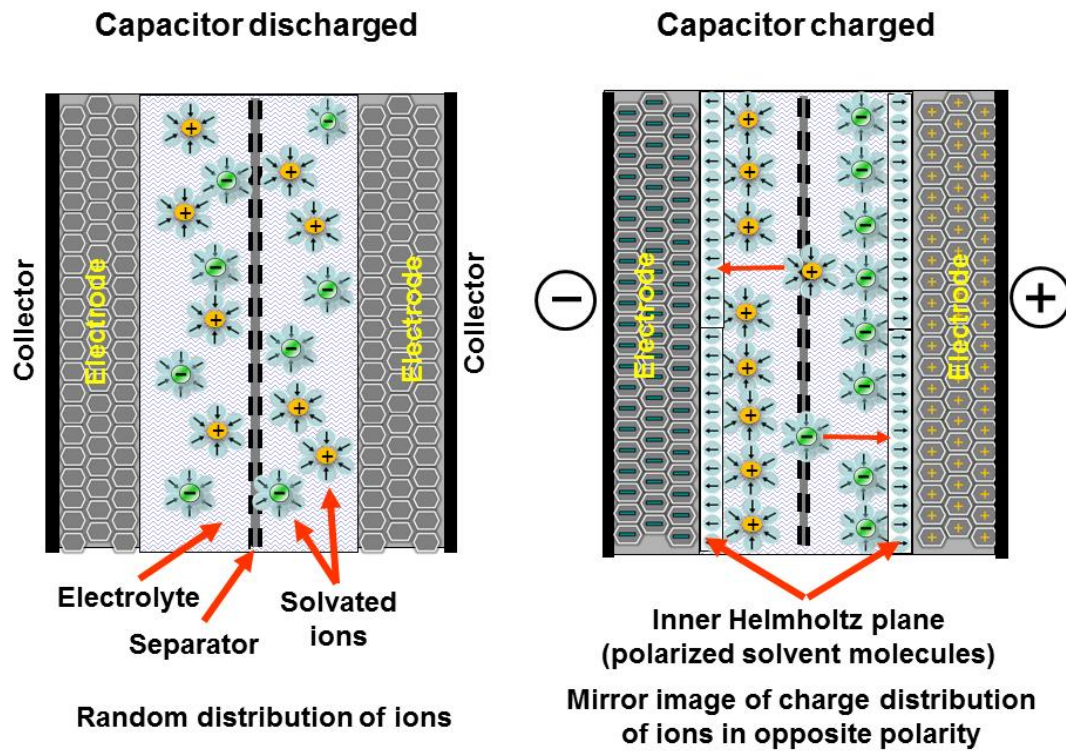 Capacitor discharged
Capacitor charged
Collector
Electrode
Electrode
Collector
Electrode
Electrode
Electrolyte
Separator
Solvated
ions
Random distribution of ions
Inner Helmholtz plane
(polarized solvent molecules)
Mirror image of charge distribution
of ions in opposite polarity